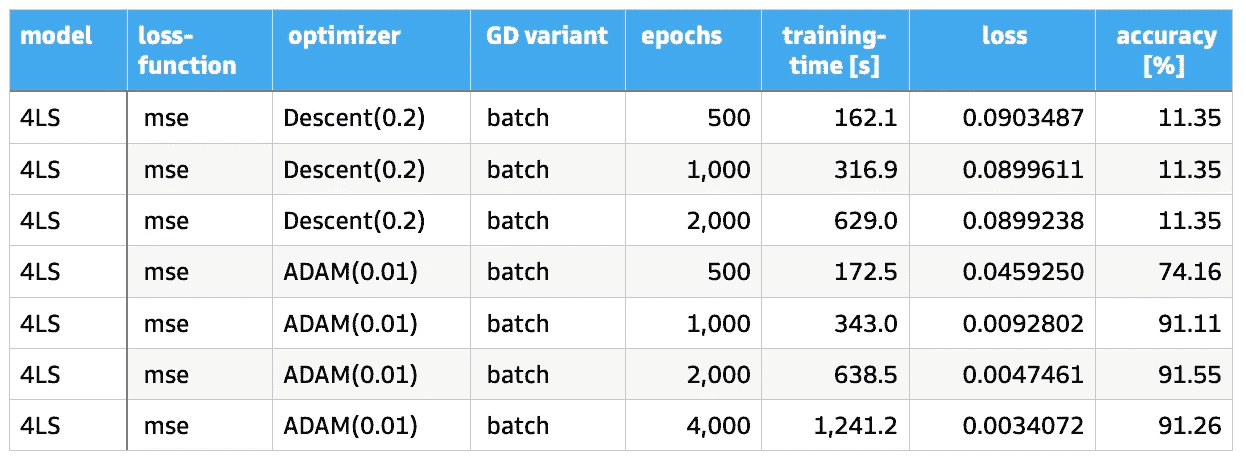 model loss-function optimizer GD variant epochs training-time [s] loss accuracy [%]
4LS mse Descent(0.2) batch 500 162.1 0.0903487 11.35
4LS mse Descent(0.2) batch 1,000 316.9 0.0899611 11.35
4LS mse Descent(0.2) batch 2,000 629.0 0.0899238 11.35
4LS mse ADAM(0.01) batch 500 172.5 0.0459250 74.16
4LS mse ADAM(0.01) batch 1,000 343.0 0.0092802 91.11
4LS mse ADAM(0.01) batch 2,000 638.5 0.0047461 91.55
4LS mse ADAM(0.01) batch 4,000 1,241.2 0.0034072 91.26